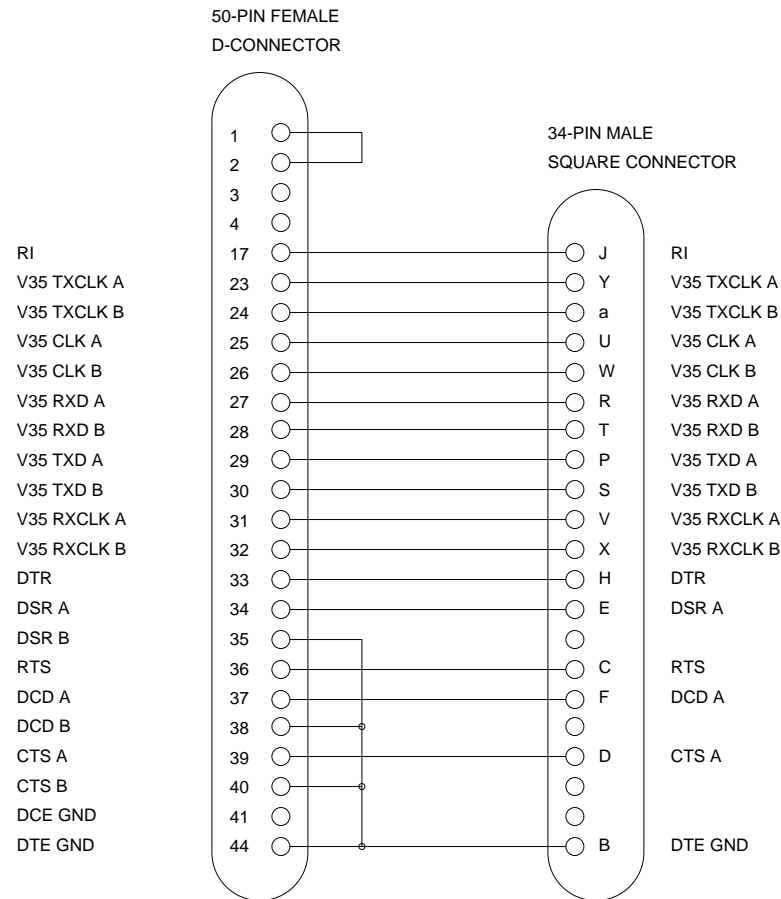 50-PIN FEMALE
D-CONNECTOR
34-PIN MALE
SQUARE CONNECTOR
1
2
3
4
RI 17 J RI
V35 TXCLK A 23 Y V35 TXCLK A
V35 TXCLK B 24 a V35 TXCLK B
V35 CLK A 25 U V35 CLK A
V35 CLK B 26 W V35 CLK B
V35 RXD A 27 R V35 RXD A
V35 RXD B 28 T V35 RXD B
V35 TXD A 29 P V35 TXD A
V35 TXD B 30 S V35 TXD B
V35 RXCLK A 31 V V35 RXCLK A
V35 RXCLK B 32 X V35 RXCLK B
DTR 33 H DTR
DSR A 34 E DSR A
DSR B 35
RTS 36 C RTS
DCD A 37 F DCD A
DCD B 38
CTS A 39 D CTS A
CTS B 40
DCE GND 41
DTE GND 44 B DTE GND